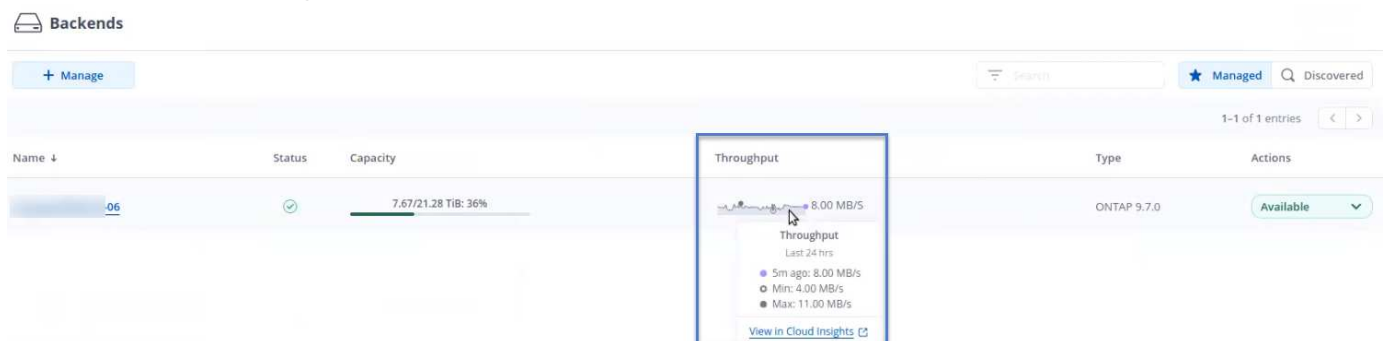 Backends
+ Manage
Search
Managed
Discovered
1–1 of 1 entries
Name ↓
Status
Capacity
Throughput
Type
Actions
-06
7.67/21.28 TiB: 36%
8.00 MB/S
ONTAP 9.7.0
Available
Throughput
Last 24 hrs
5m ago: 8.00 MB/s
Min: 4.00 MB/s
Max: 11.00 MB/s
View in Cloud Insights